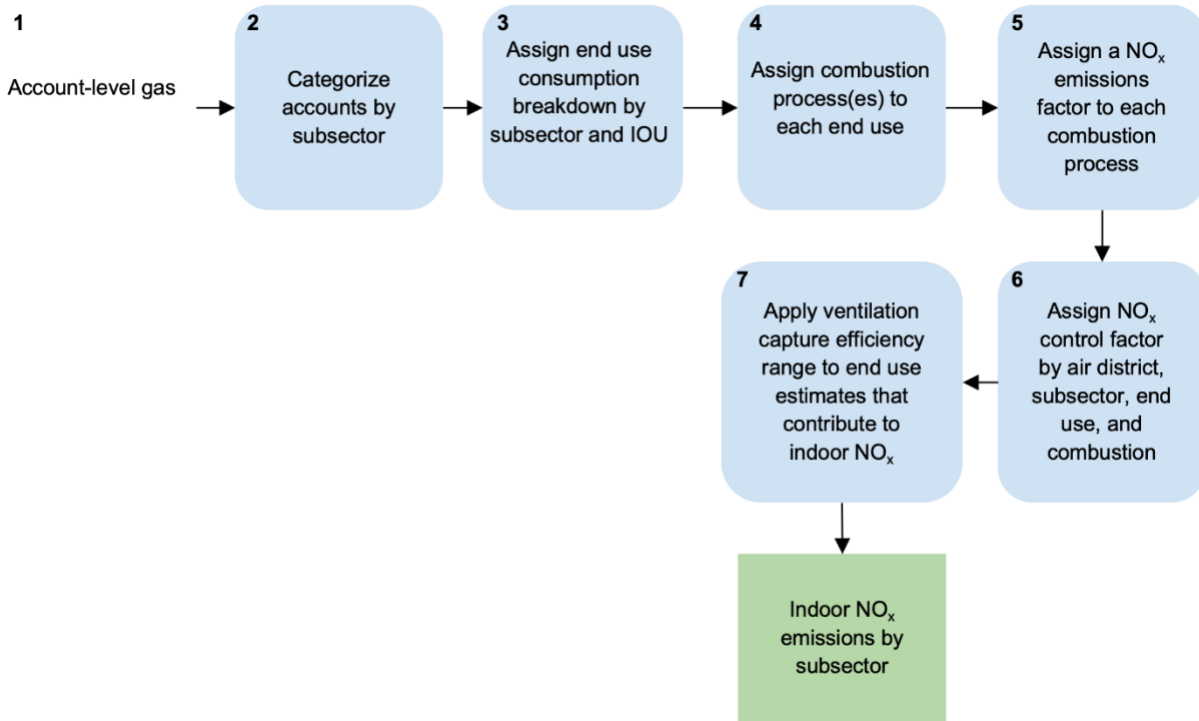 1
Account-level gas
2
Categorize
accounts by
subsector
3
Assign end use
consumption
breakdown by
subsector and IOU
4
Assign combustion
process(es) to
each end use
5
Assign a NOₓ
emissions
factor to each
combustion
process
6
Assign NOₓ
control factor
by air district,
subsector, end
use, and
combustion
7
Apply ventilation
capture efficiency
range to end use
estimates that
contribute to
indoor NOₓ
Indoor NOₓ
emissions by
subsector